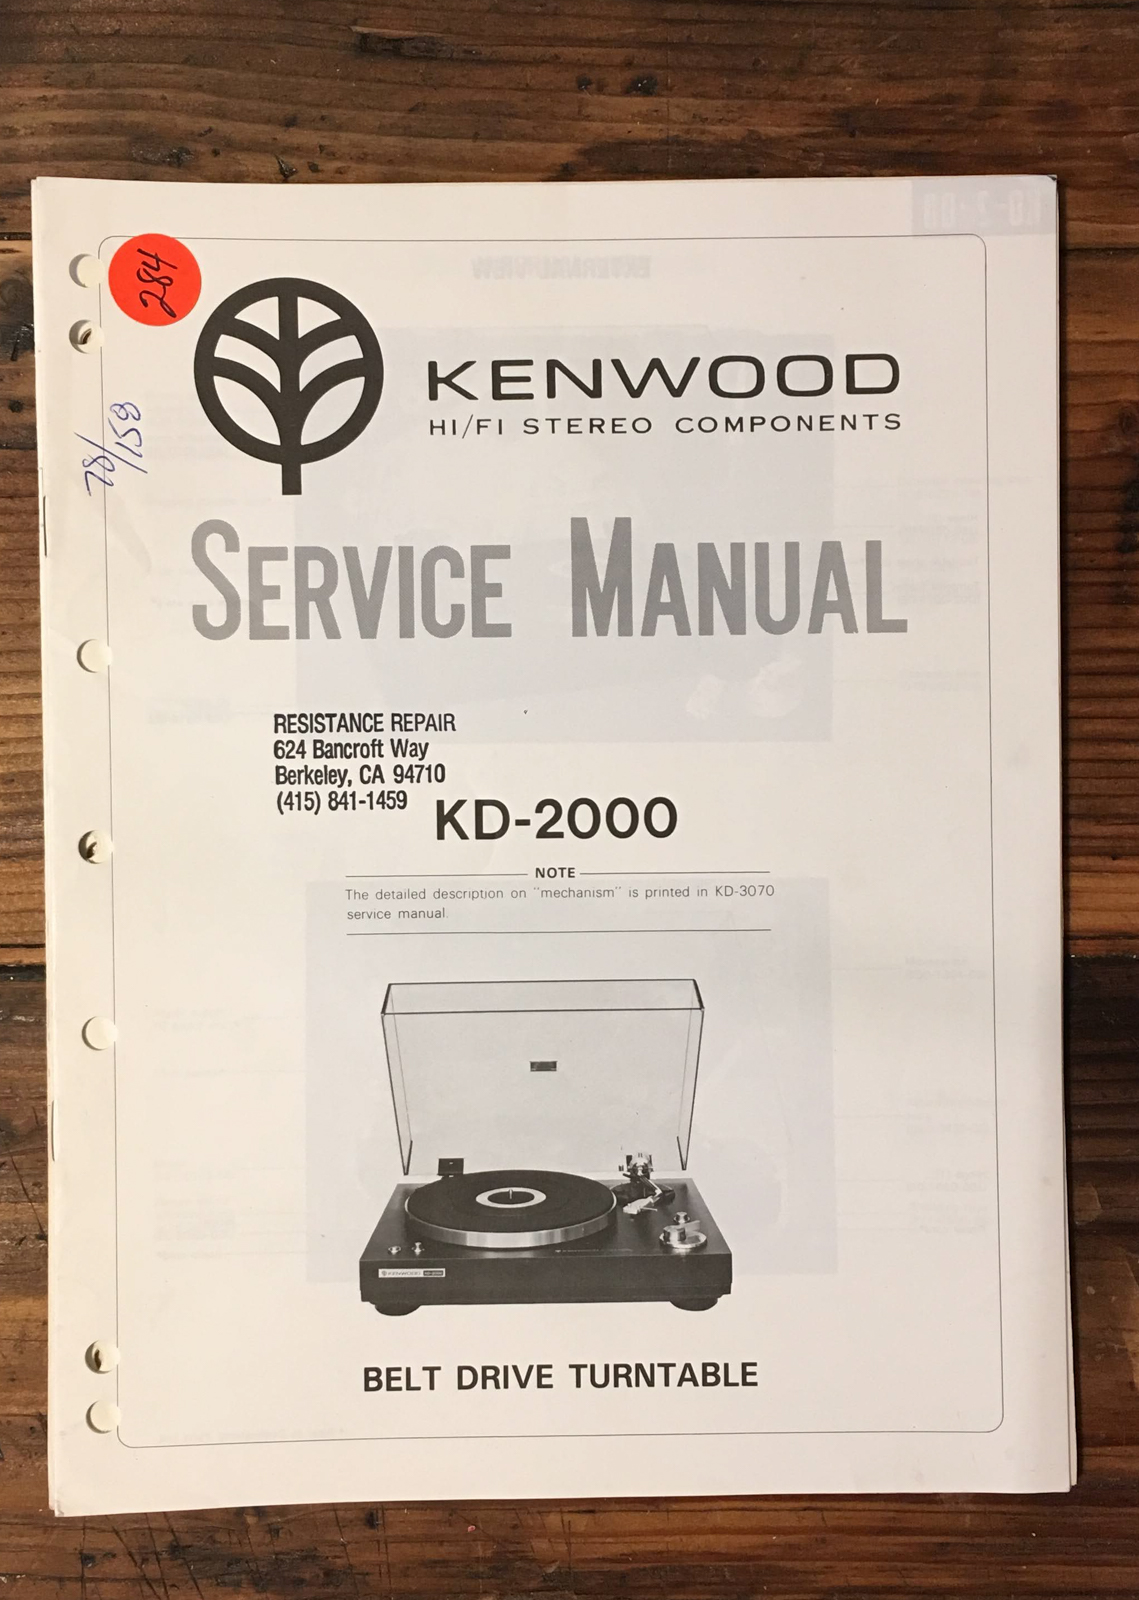 284
78/
/158
KENWOOD
HI/FI STEREO COMPONENTS
SERVICE MANUAL
RESISTANCE REPAIR
624 Bancroft Way
Berkeley, CA 94710
(415) 841-1459
KD-2000
NOTE
The detailed description on "mechanism" is printed in KD-3070
service manual.
KENWOOD
BELT DRIVE TURNTABLE